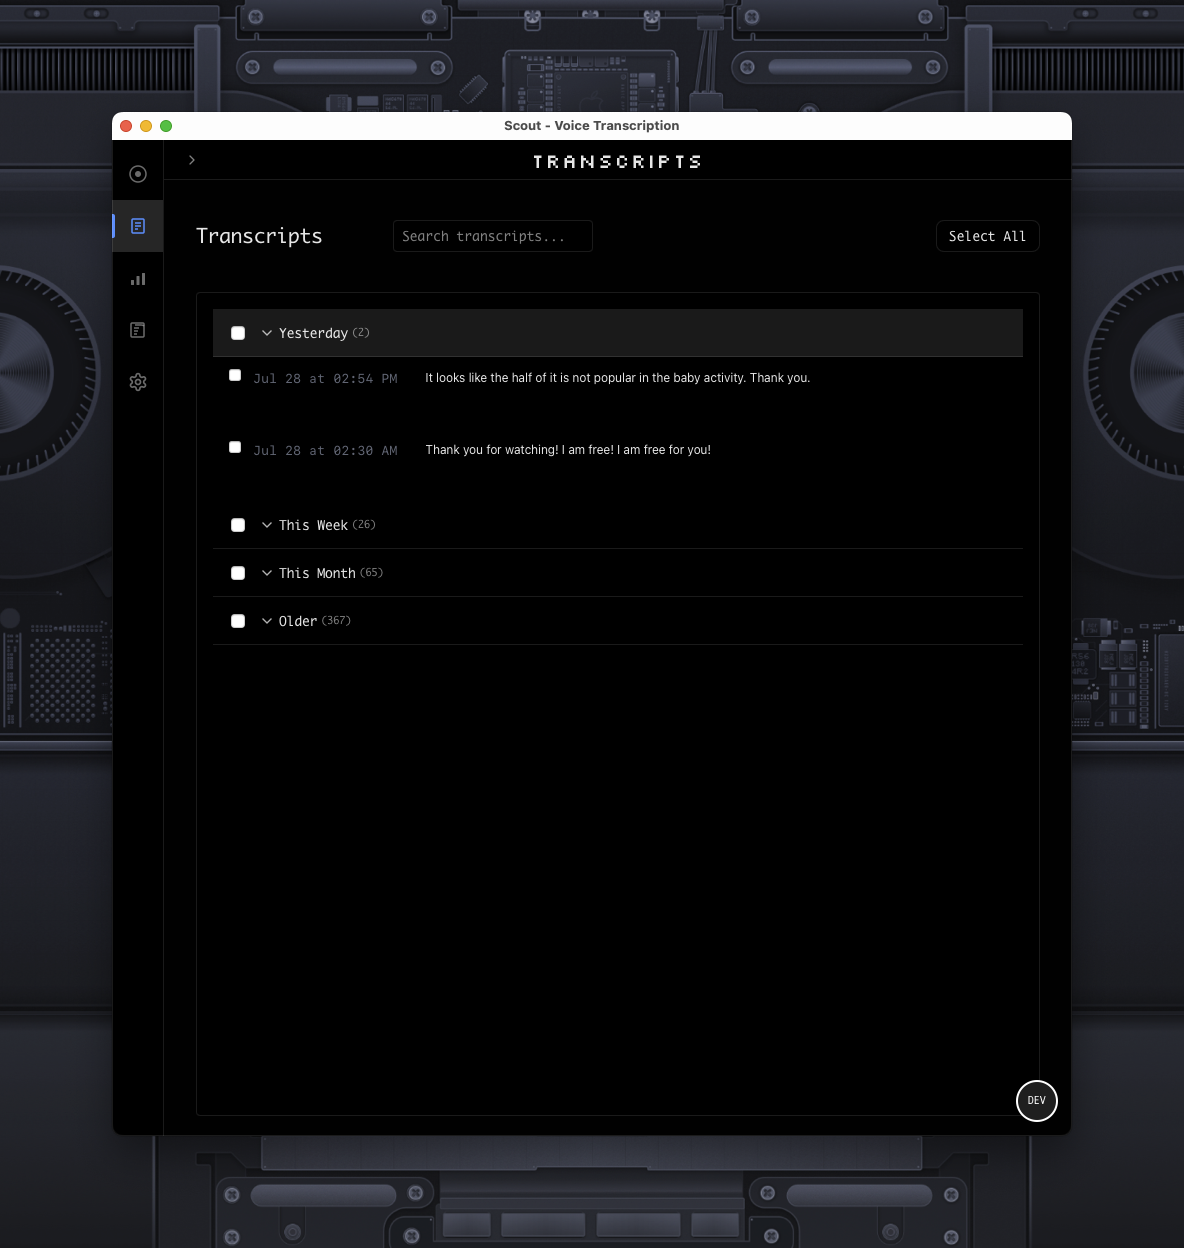 Scout - Voice Transcription
TRANSCRIPTS
Transcripts
Search transcripts...
Select All
Yesterday (2)
Jul 28 at 02:54 PM It looks like the half of it is not popular in the baby activity. Thank you.
Jul 28 at 02:30 AM Thank you for watching! I am free! I am free for you!
This Week (26)
This Month (65)
Older (367)
DEV